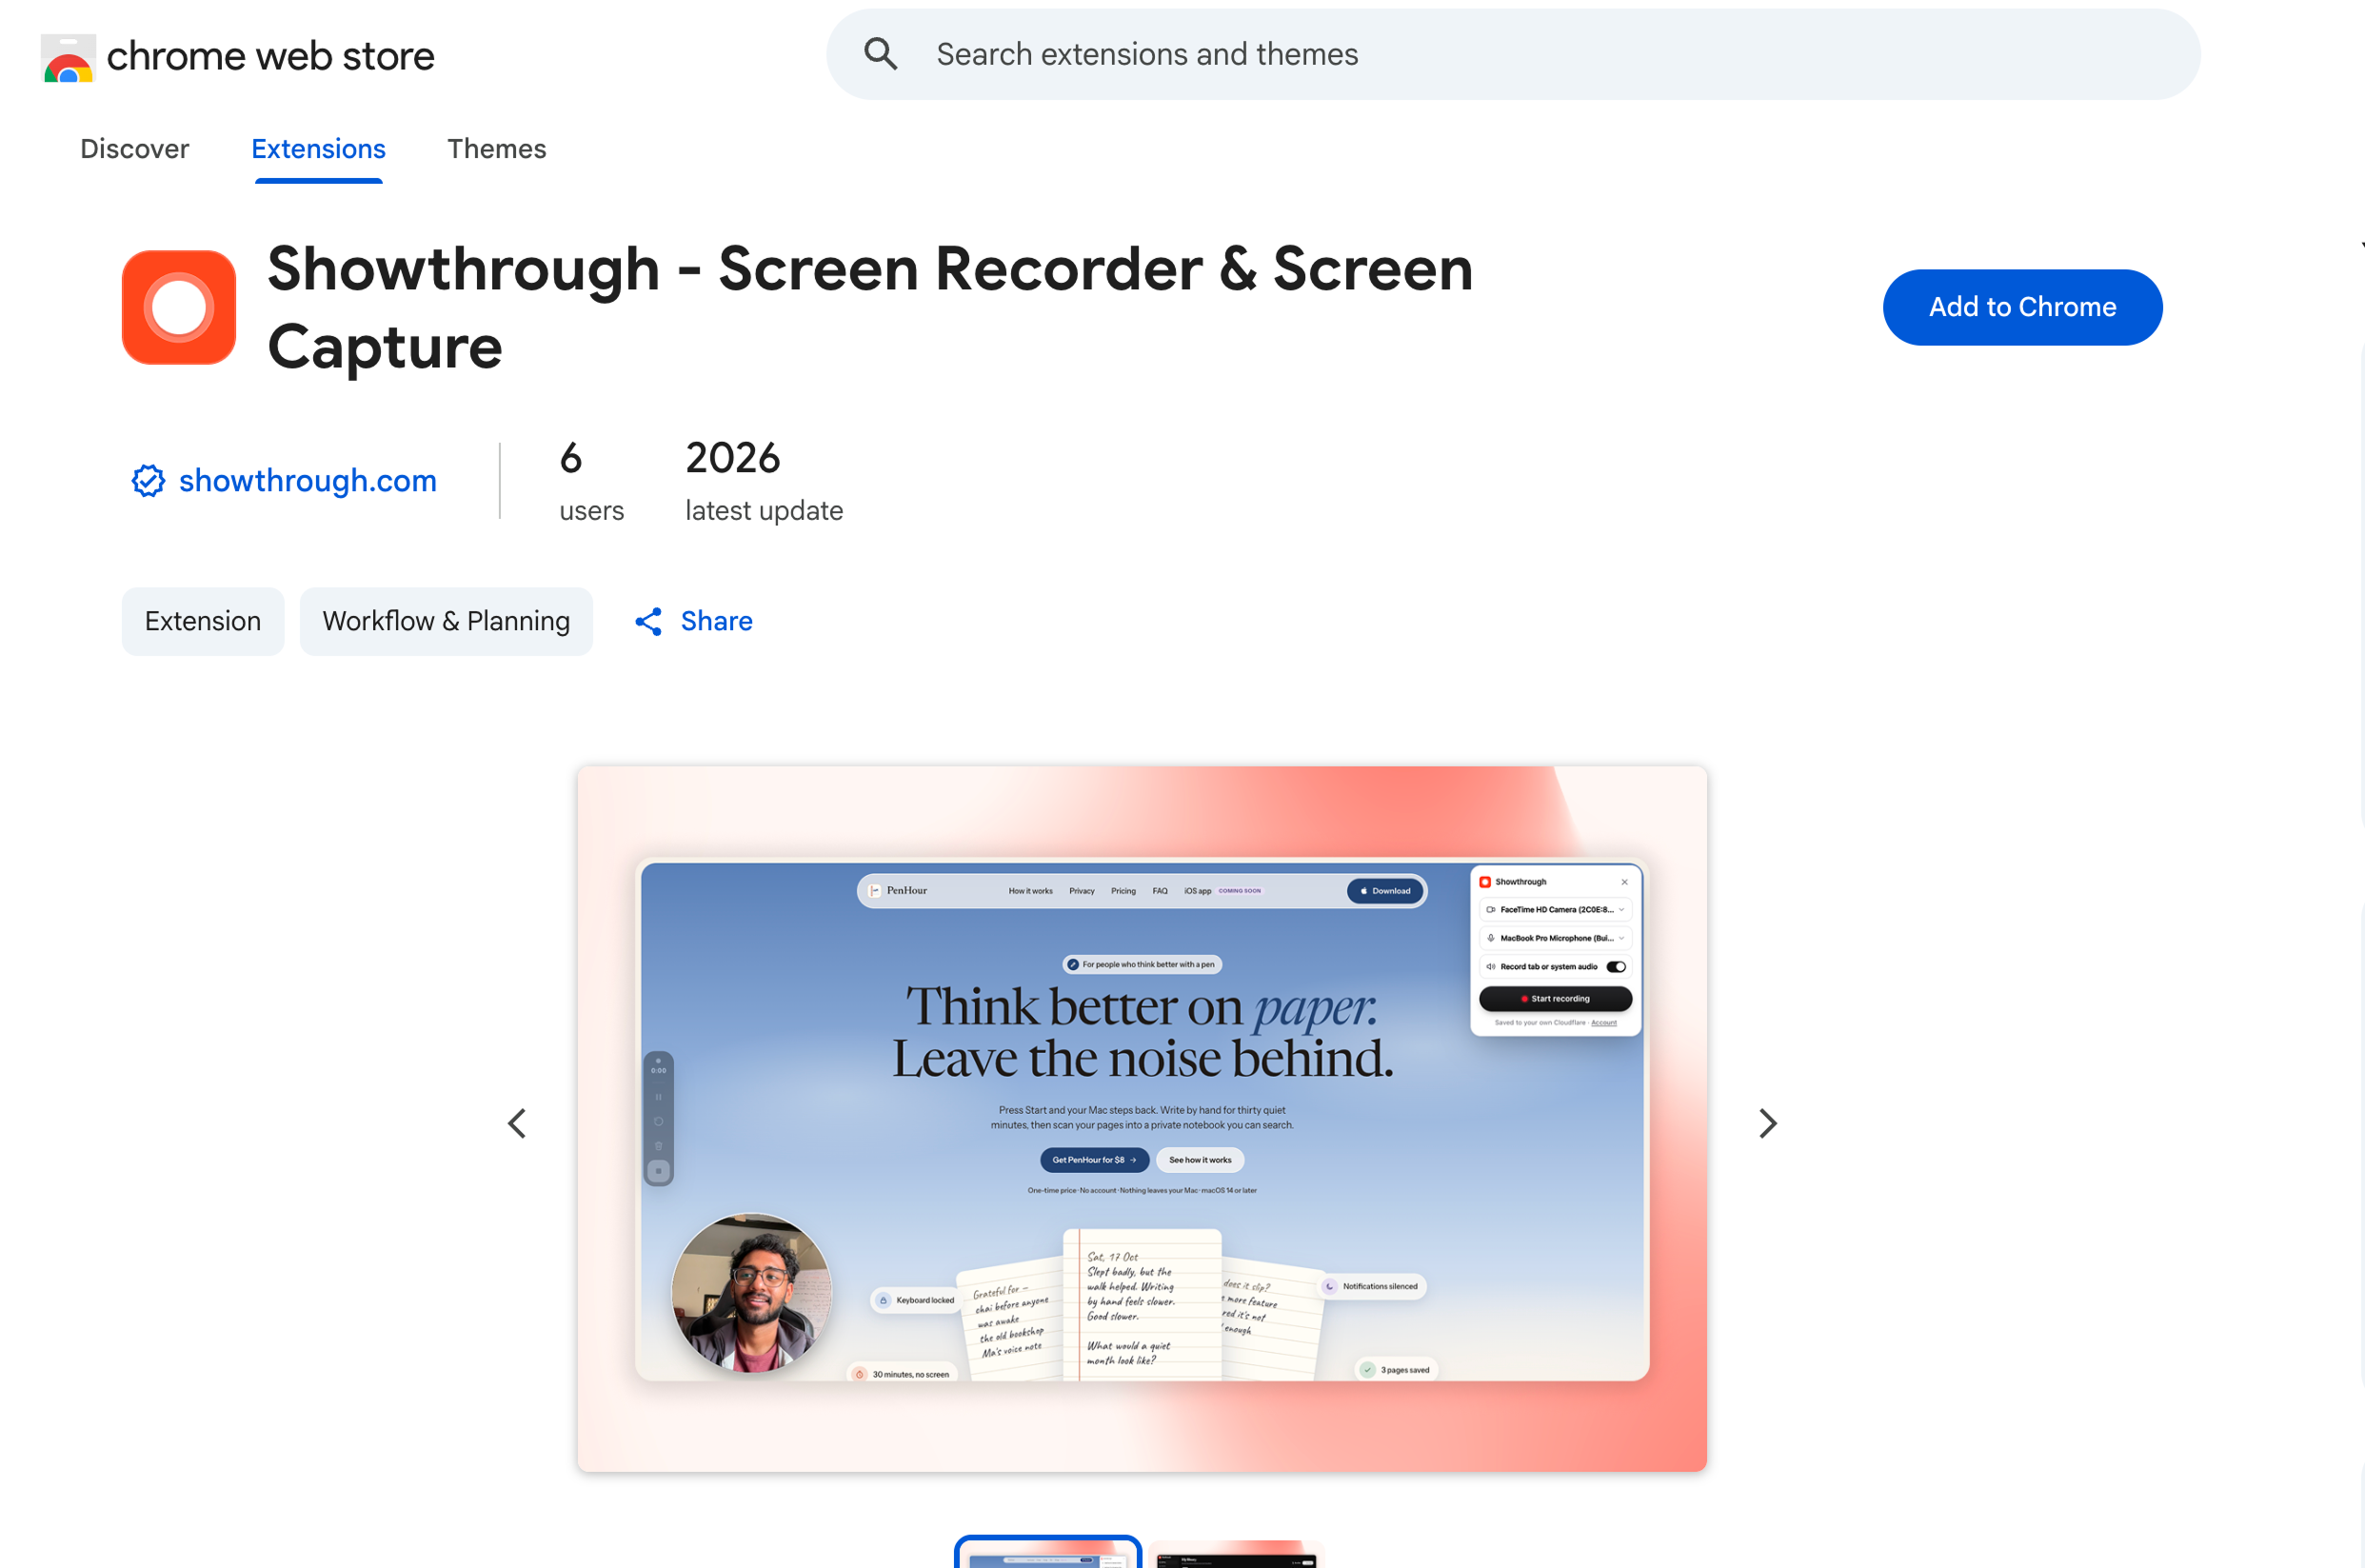 chrome web store
Search extensions and themes
Discover
Extensions
Themes
Showthrough - Screen Recorder & Screen
Capture
Add to Chrome
showthrough.com
6
users
2026
latest update
Extension
Workflow & Planning
Share
PenHour
How it works
Privacy
Pricing
FAQ
iOS app
COMING SOON
Download
Showthrough
FaceTime HD Camera (2C0E:8...
MacBook Pro Microphone (Bui...
Record tab or system audio
Start recording
Saved to your own Cloudflare · Account
For people who think better with a pen
Think better on paper.
Leave the noise behind.
0:00
Press Start and your Mac steps back. Write by hand for thirty quiet
minutes, then scan your pages into a private notebook you can search.
Get PenHour for $8 →
See how it works
One-time price · No account · Nothing leaves your Mac · macOS 14 or later
Keyboard locked
Grateful for —
chai before anyone
was awake
the old bookshop
Ma's voice note
Sat, 17 Oct
Slept badly, but the
walk helped. Writing
by hand feels slower.
Good slower.
What would a quiet
month look like?
does it slip?
more feature
red it's not
enough
Notifications silenced
30 minutes, no screen
3 pages saved